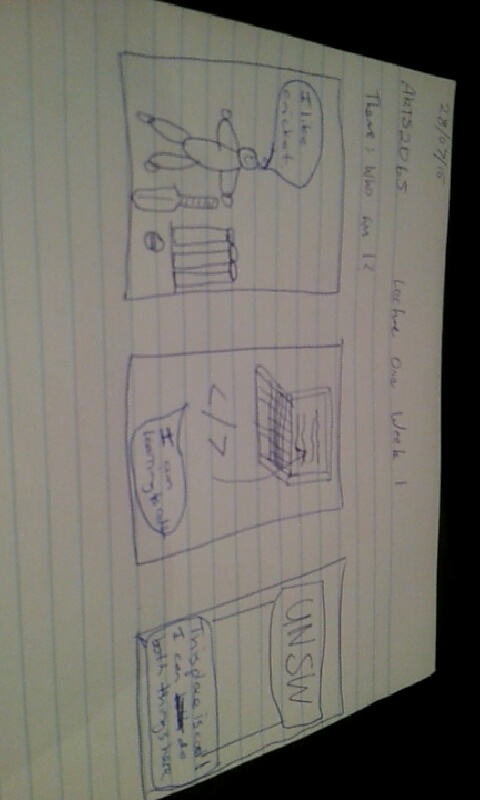 28/07/15
ARTS2065 Lecture One Week 1
Theme: Who am I?
I like
cricket.
</>
I am
learning to code
UNSW
This place is cool!
I can do
both things here